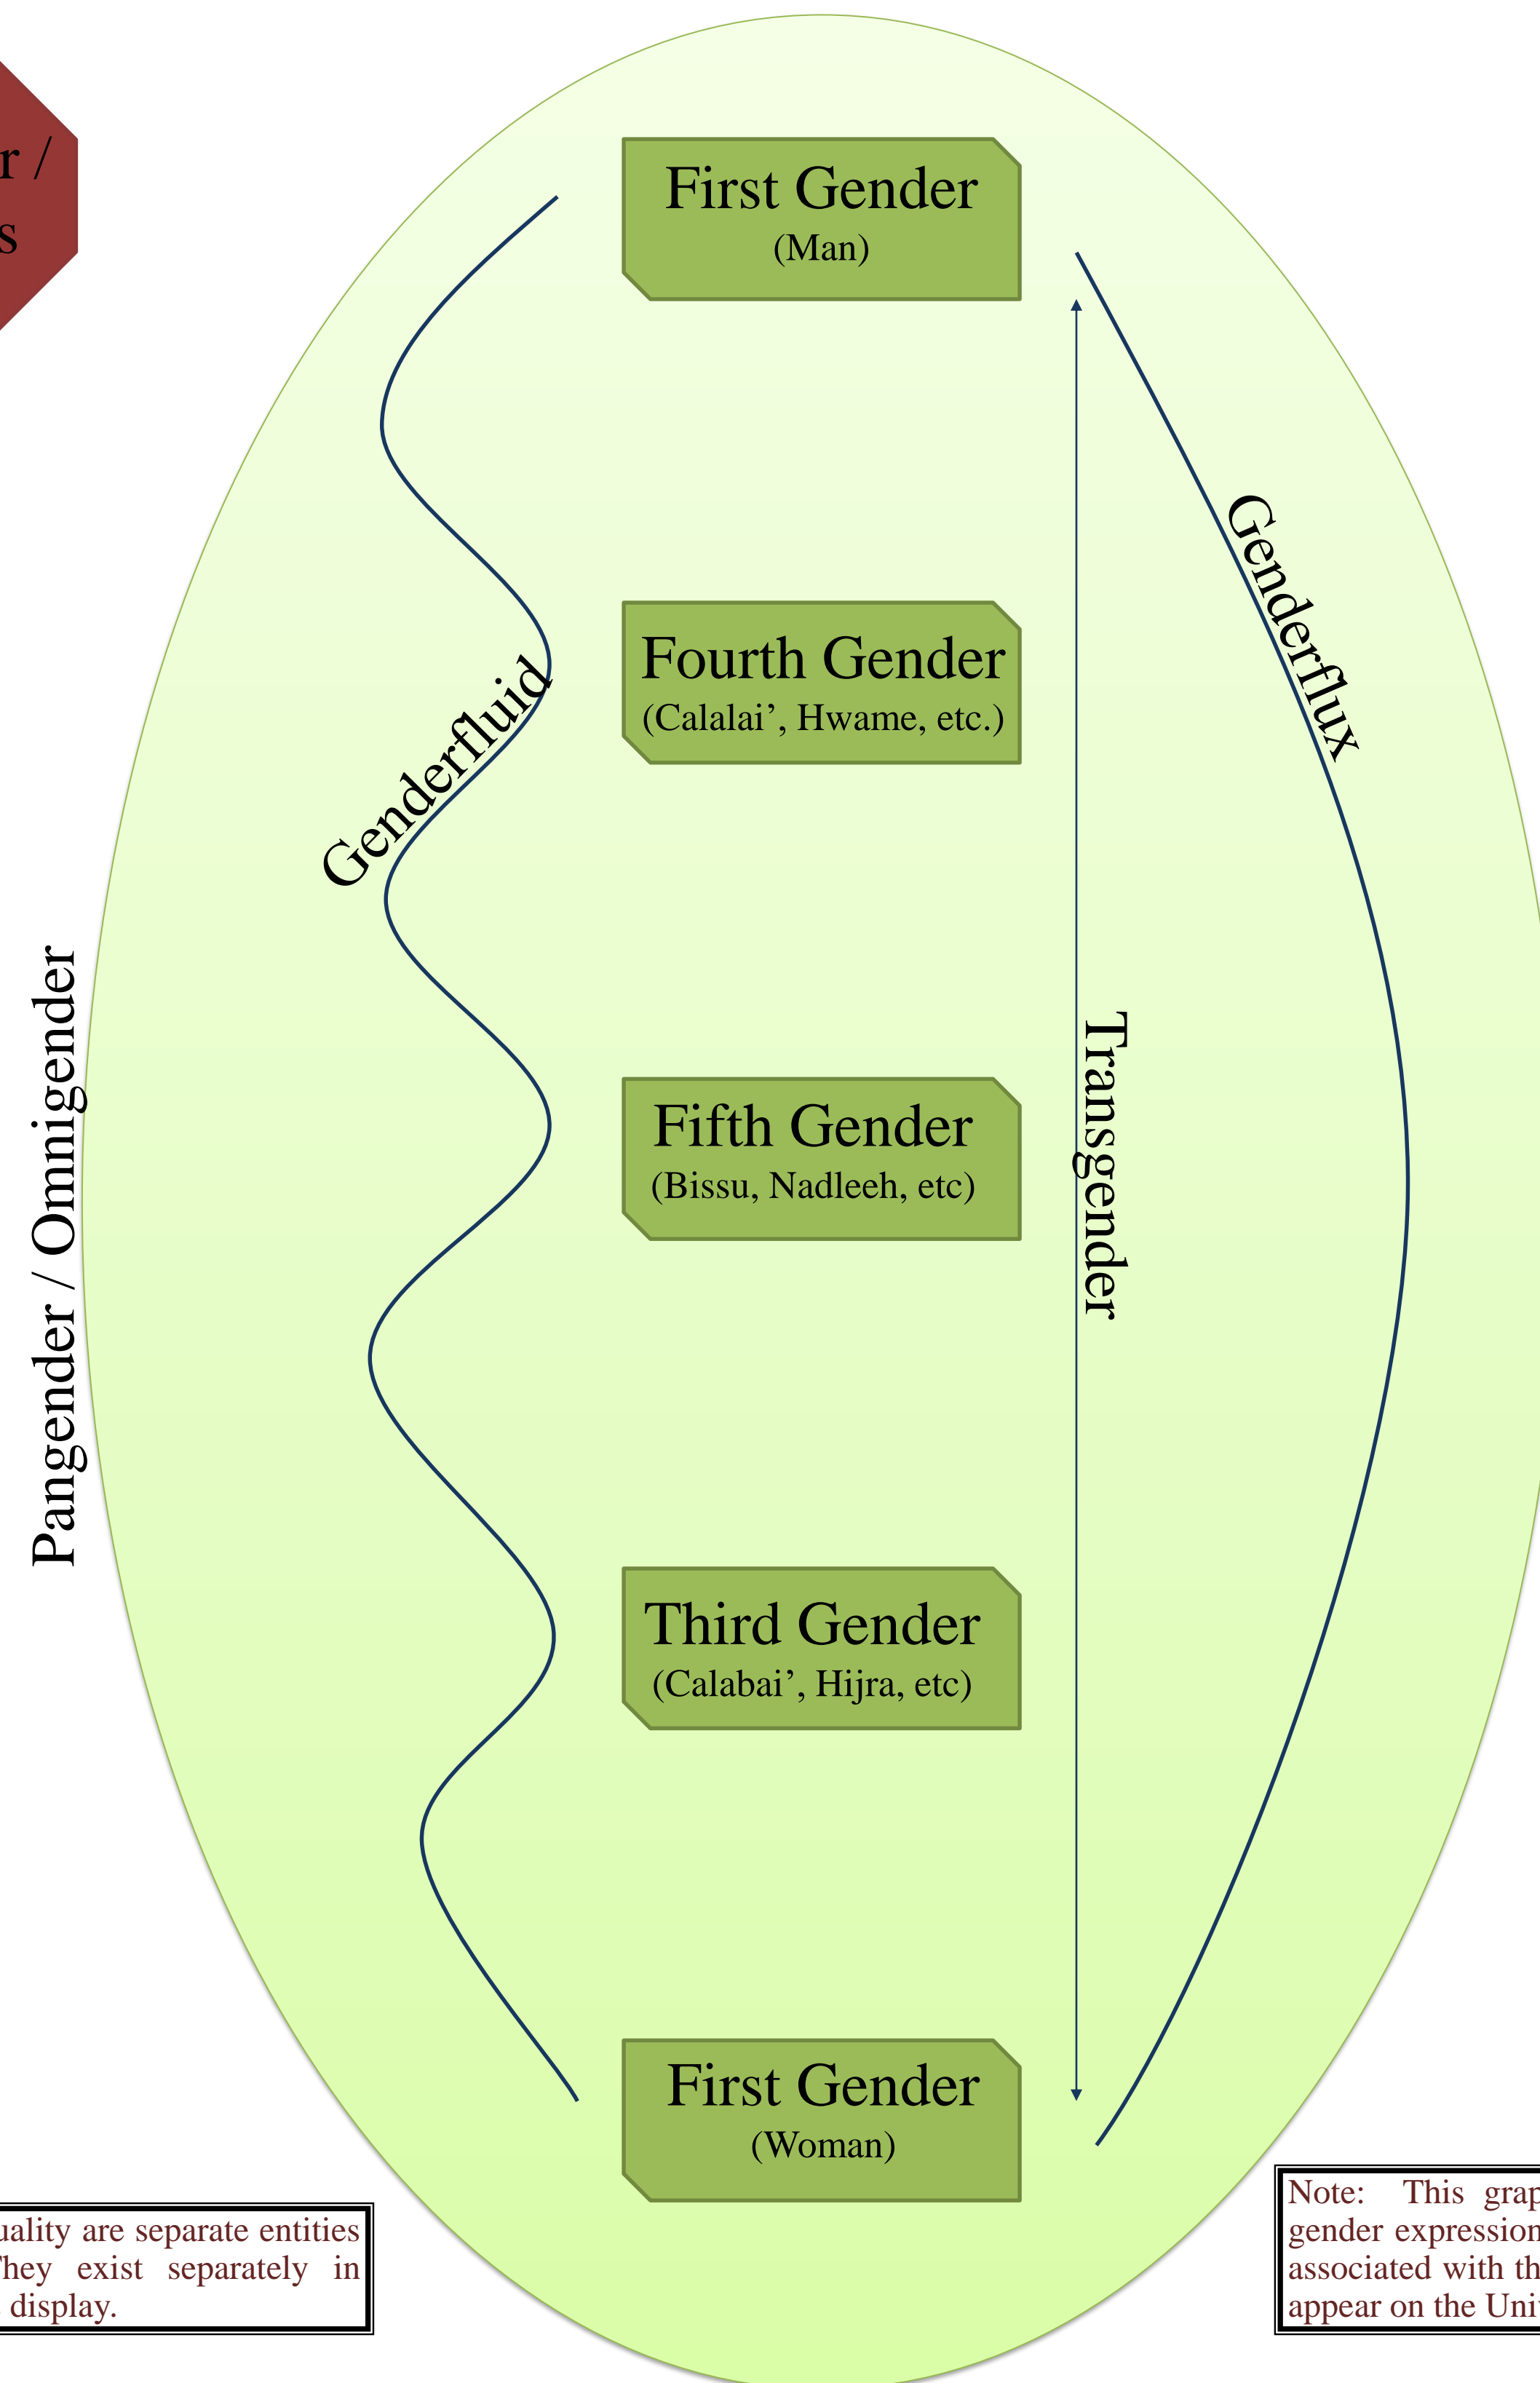 r /
s
First Gender
(Man)
Genderflux
Fourth Gender
(Calalai’, Hwame, etc.)
Genderfluid
Pangender / Omnigender
Transgender
Fifth Gender
(Bissu, Nadleeh, etc)
Third Gender
(Calabai’, Hijra, etc)
First Gender
(Woman)
uality are separate entities
They exist separately in
display.
Note: This grap
gender expression
associated with th
appear on the Uni